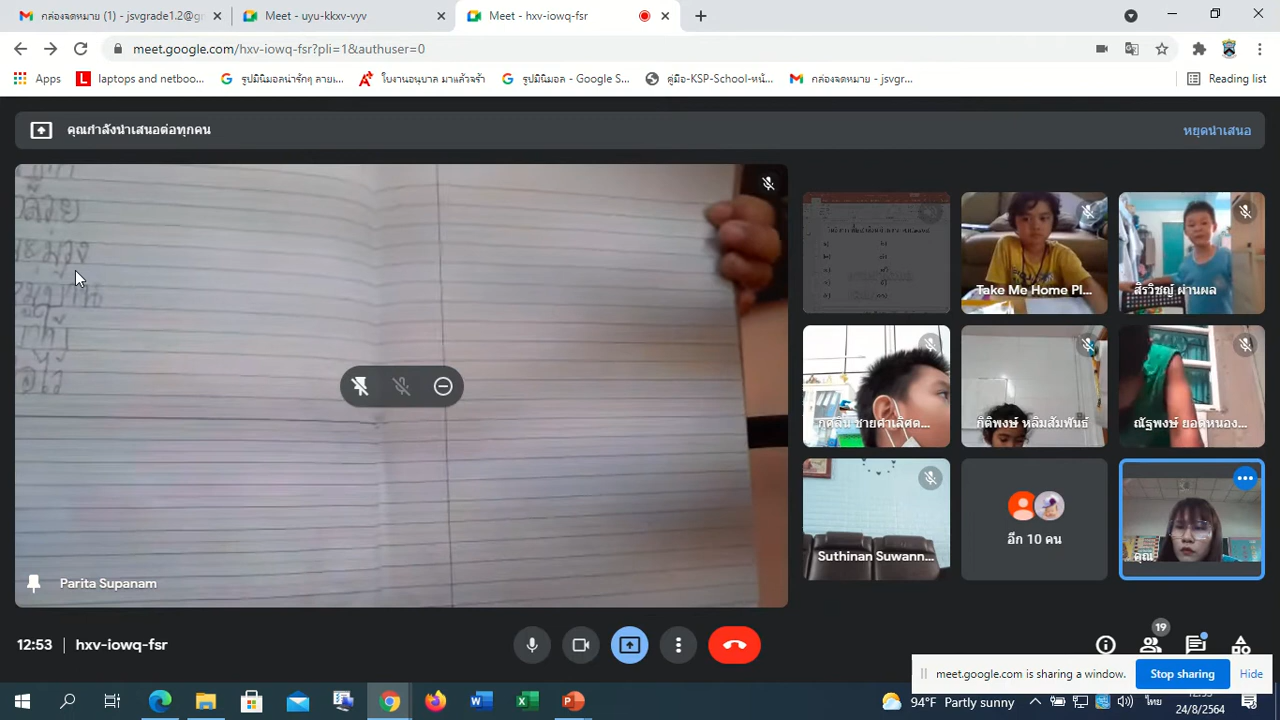 กล่องจดหมาย (1) - jsvgrade1.2@gr
Meet - uyu-kkxv-vyv
Meet - hxv-iowq-fsr
meet.google.com/hxv-iowq-fsr?pli=1&authuser=0
Apps
laptops and netboo...
รูปมินิมอลน่ารักๆ ลายเ...
ใบงานอนุบาล มาแล้วจร้า
รูปมินิมอล - Google S...
คู่มือ-KSP-School-หน้...
กล่องจดหมาย - jsvgr...
Reading list
คุณกำลังนำเสนอต่อทุกคน
หยุดนำเสนอ
Take Me Home Pl...
สิรวิชญ์ ผ่านผล
กิติพงษ์ หลิมสัมพันธ์
ณัฐพงษ์ ยอดหนอง...
Suthinan Suwann...
อีก 10 คน
คุณ
Parita Supanam
12:53
hxv-iowq-fsr
19
meet.google.com is sharing a window.
Stop sharing
Hide
94°F Partly sunny
ไทย
24/8/2564